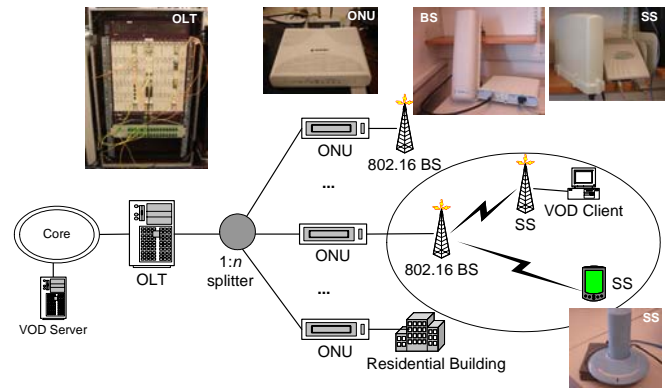 OLT
ONU
BS
SS
ONU
802.16 BS
...
SS
VOD Client
Core
OLT
1:n
splitter
ONU
802.16 BS
SS
...
VOD Server
ONU
Residential Building
SS